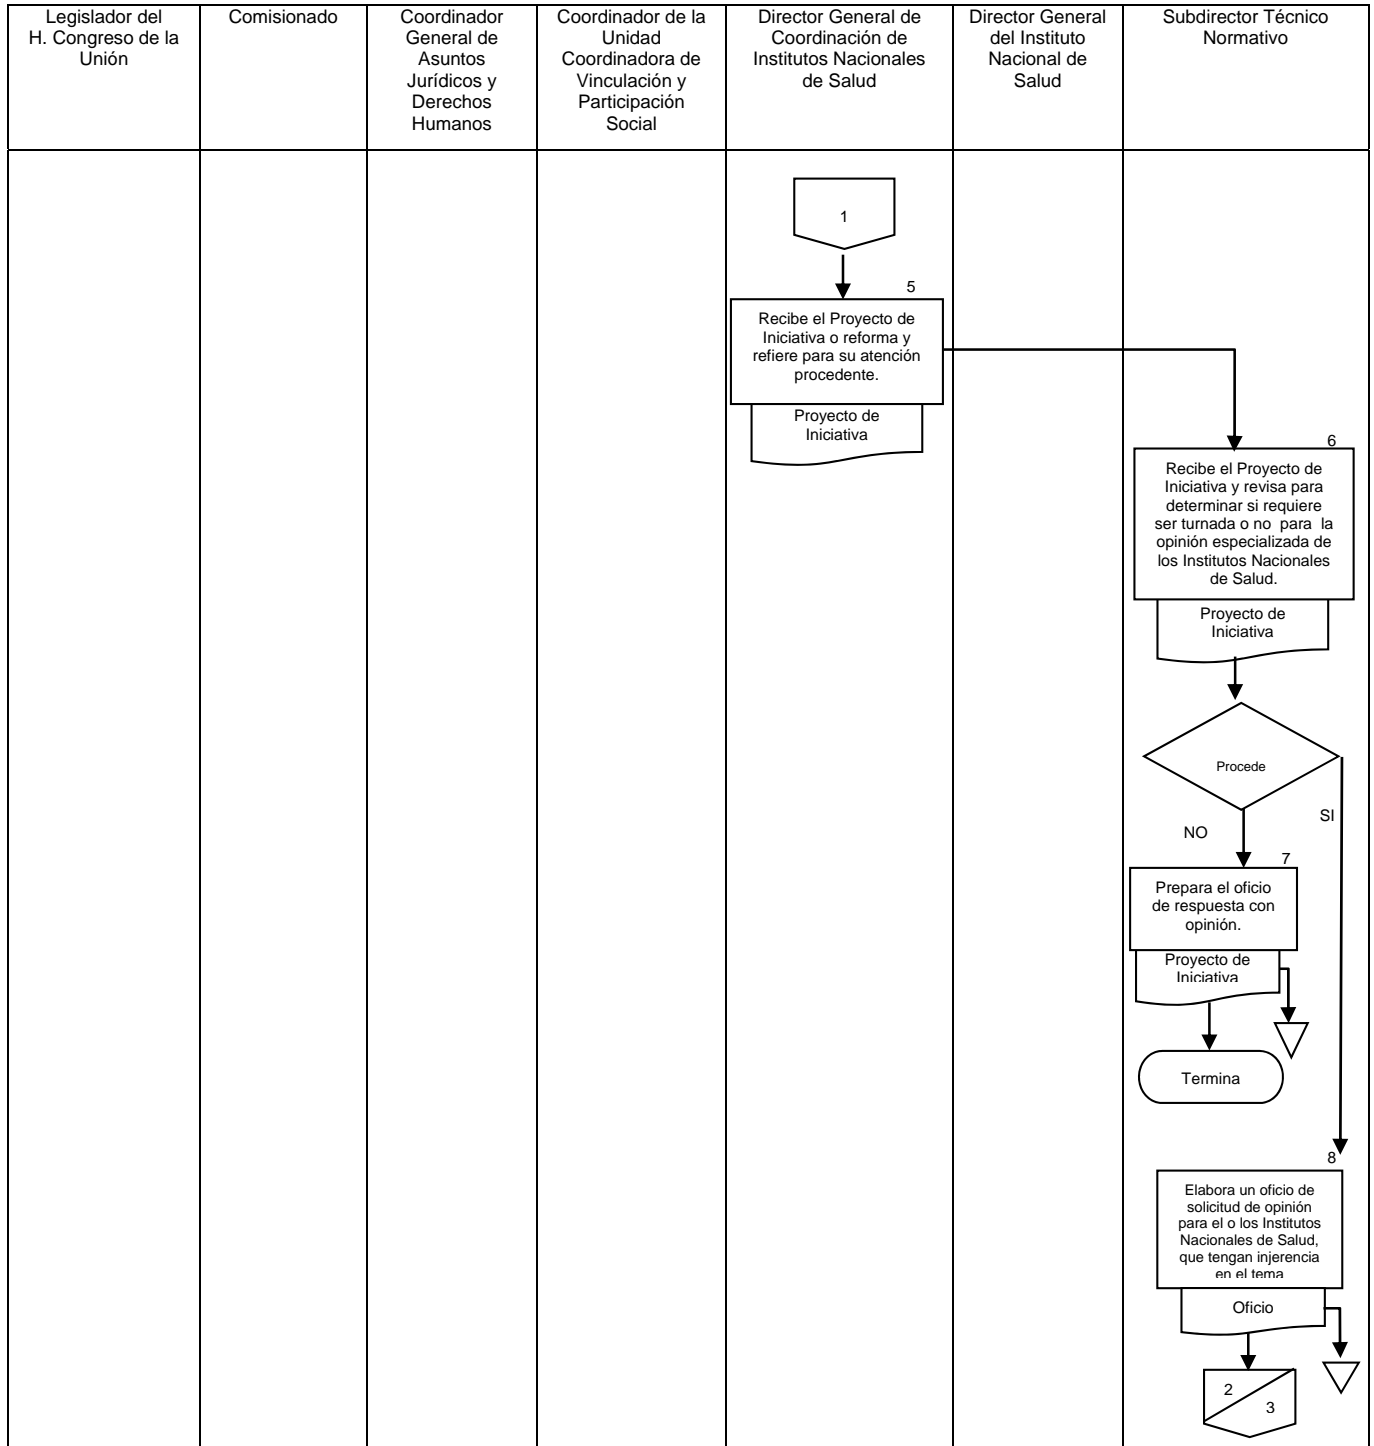 Legislador del
H. Congreso de la
Unión
Comisionado
Coordinador
General de
Asuntos
Jurídicos y
Derechos
Humanos
Coordinador de la
Unidad
Coordinadora de
Vinculación y
Participación
Social
Director General de
Coordinación de
Institutos Nacionales
de Salud
Director General
del Instituto
Nacional de
Salud
Subdirector Técnico
Normativo
1
5
Recibe el Proyecto de
Iniciativa o reforma y
refiere para su atención
procedente.
Proyecto de
Iniciativa
6
Recibe el Proyecto de
Iniciativa y revisa para
determinar si requiere
ser turnada o no para la
opinión especializada de
los Institutos Nacionales
de Salud.
Proyecto de
Iniciativa
Procede
SI
NO
7
Prepara el oficio
de respuesta con
opinión.
Proyecto de
Iniciativa
Termina
8
Elabora un oficio de
solicitud de opinión
para el o los Institutos
Nacionales de Salud,
que tengan injerencia
en el tema
Oficio
2
3